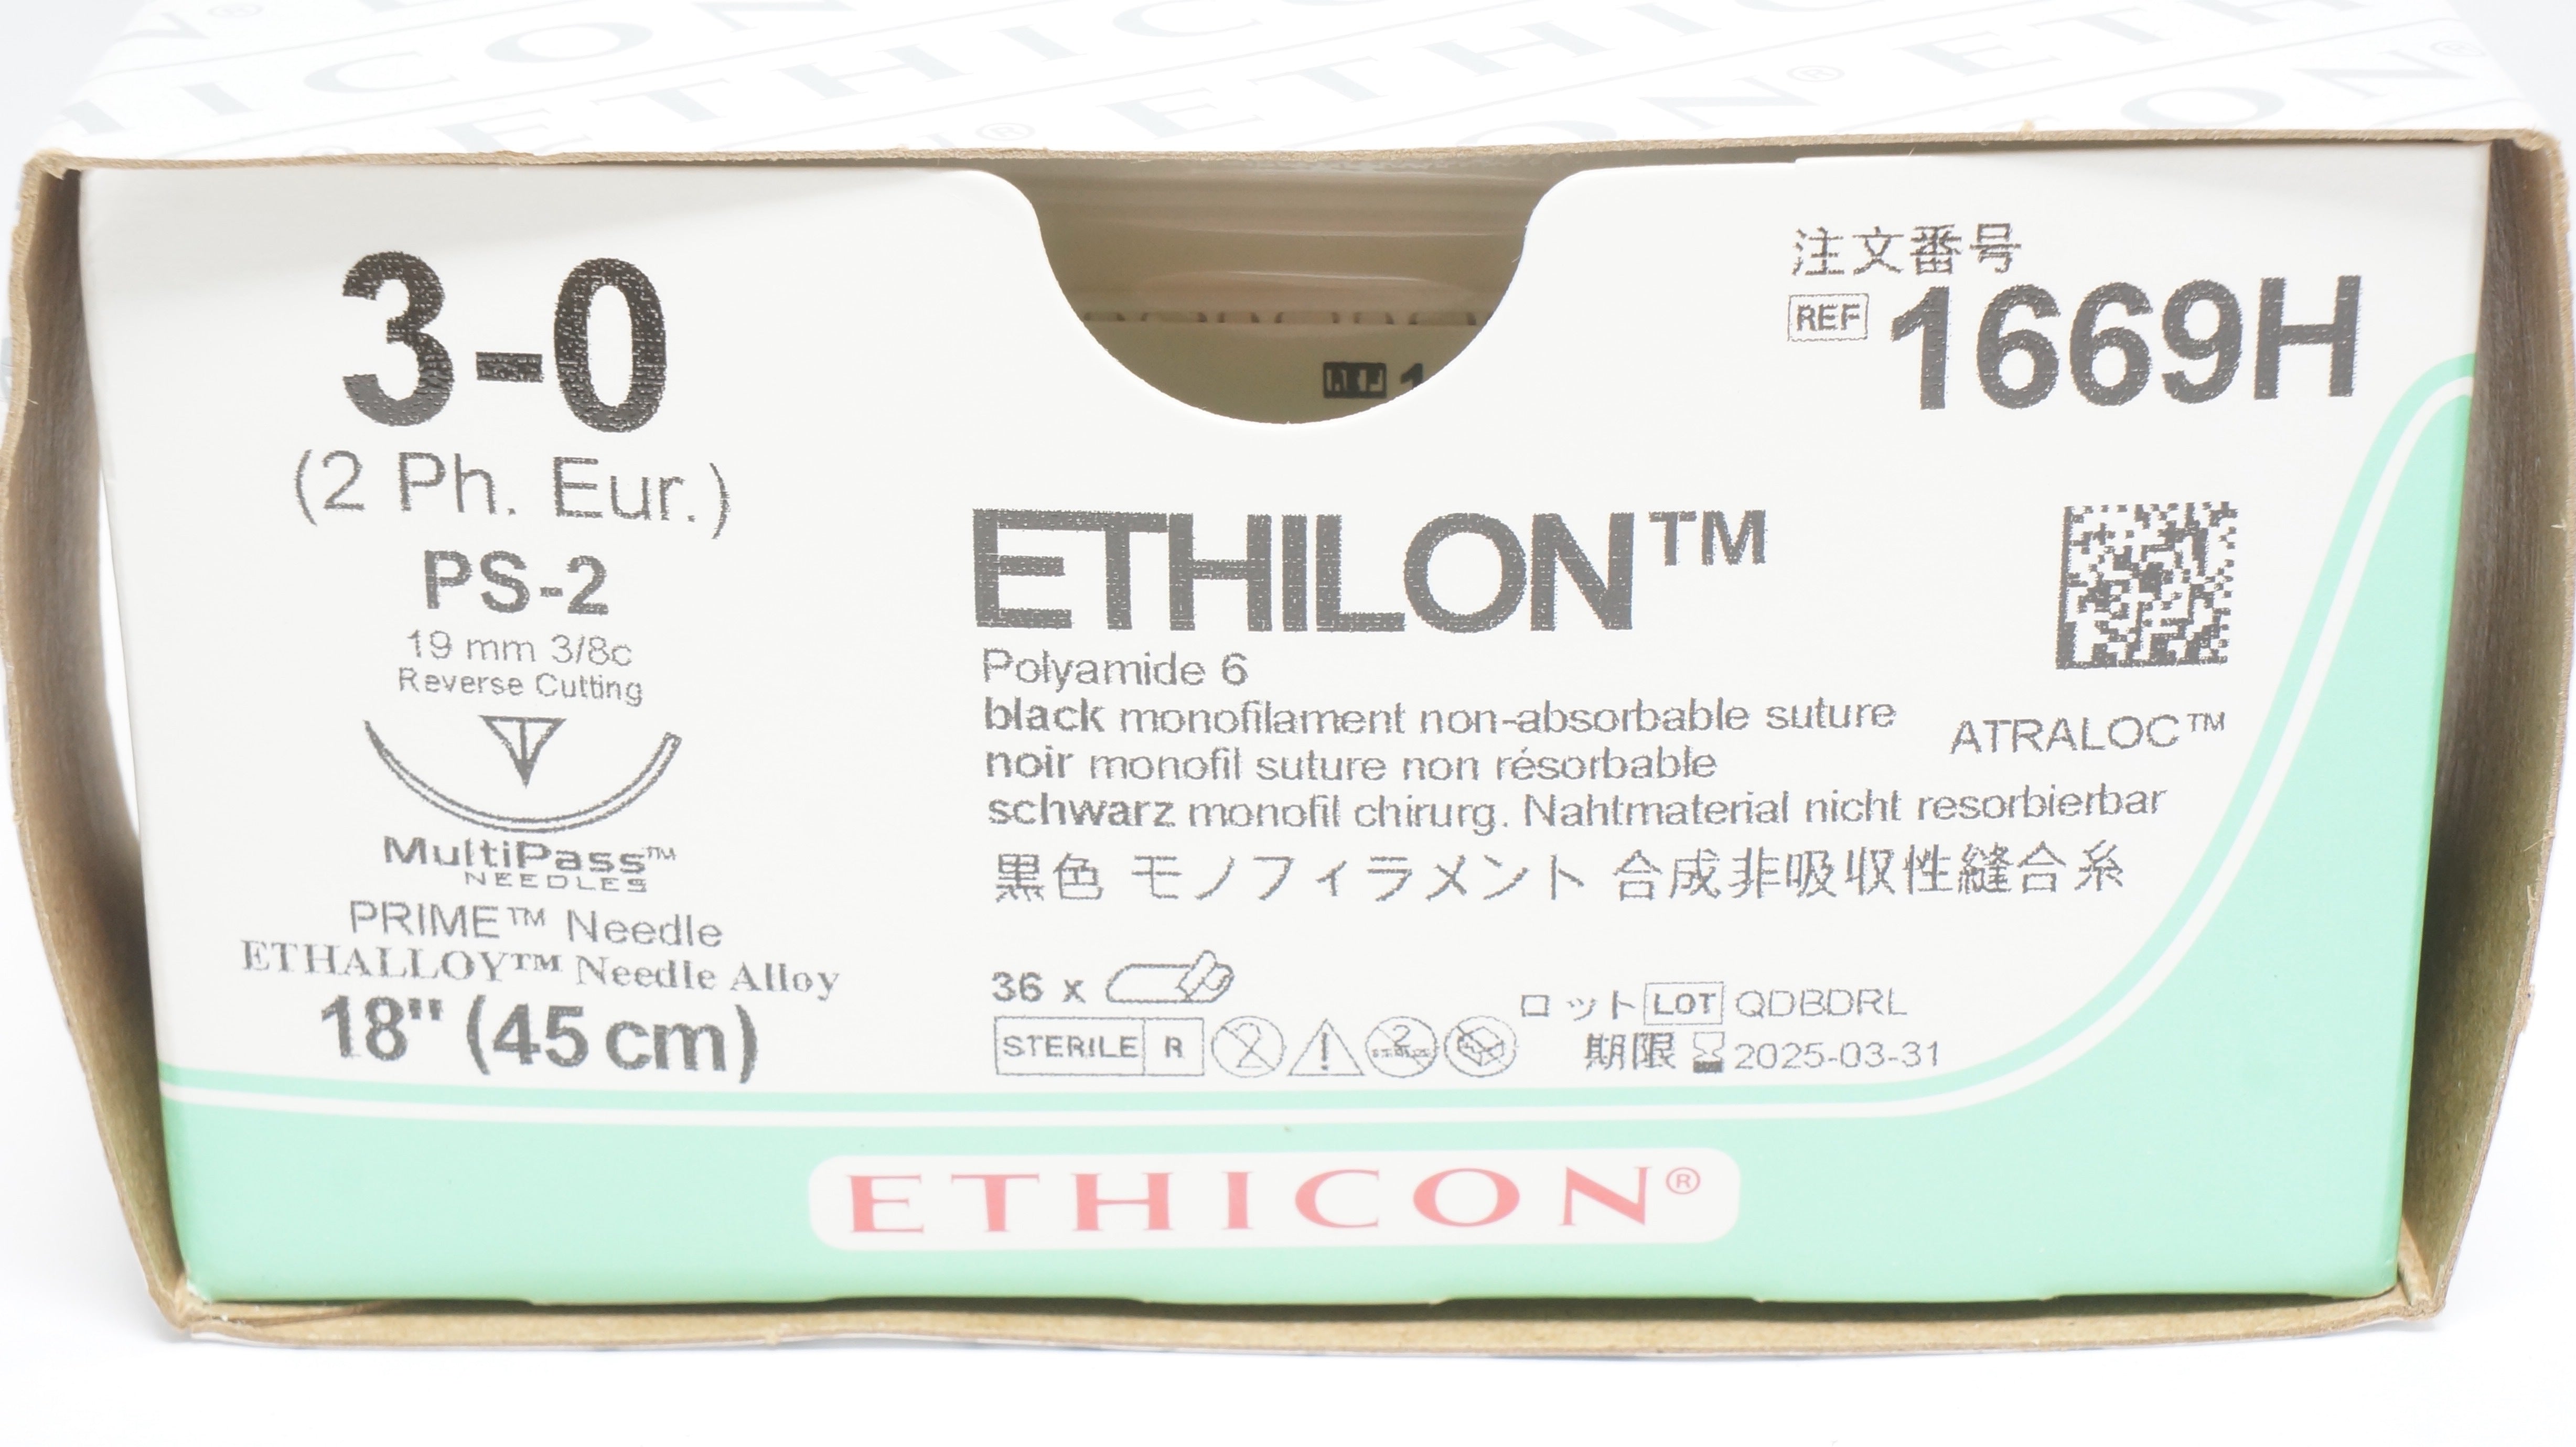 ETHICON®
3-0
(2 Ph. Eur.)
PS-2
19 mm 3/8c
Reverse Cutting
MultiPass™
NEEDLES
PRIME™ Needle
ETHALLOY™ Needle Alloy
18" (45 cm)
注文番号
REF 1669H
ETHILON™
Polyamide 6
black monofilament non-absorbable suture
noir monofil suture non résorbable
schwarz monofil chirurg. Nahtmaterial nicht resorbierbar
黒色 モノフィラメント 合成非吸収性縫合糸
ATRALOC™
36 x
STERILE R
ロット LOT QDBDRL
期限 2025-03-31
ETHICON®